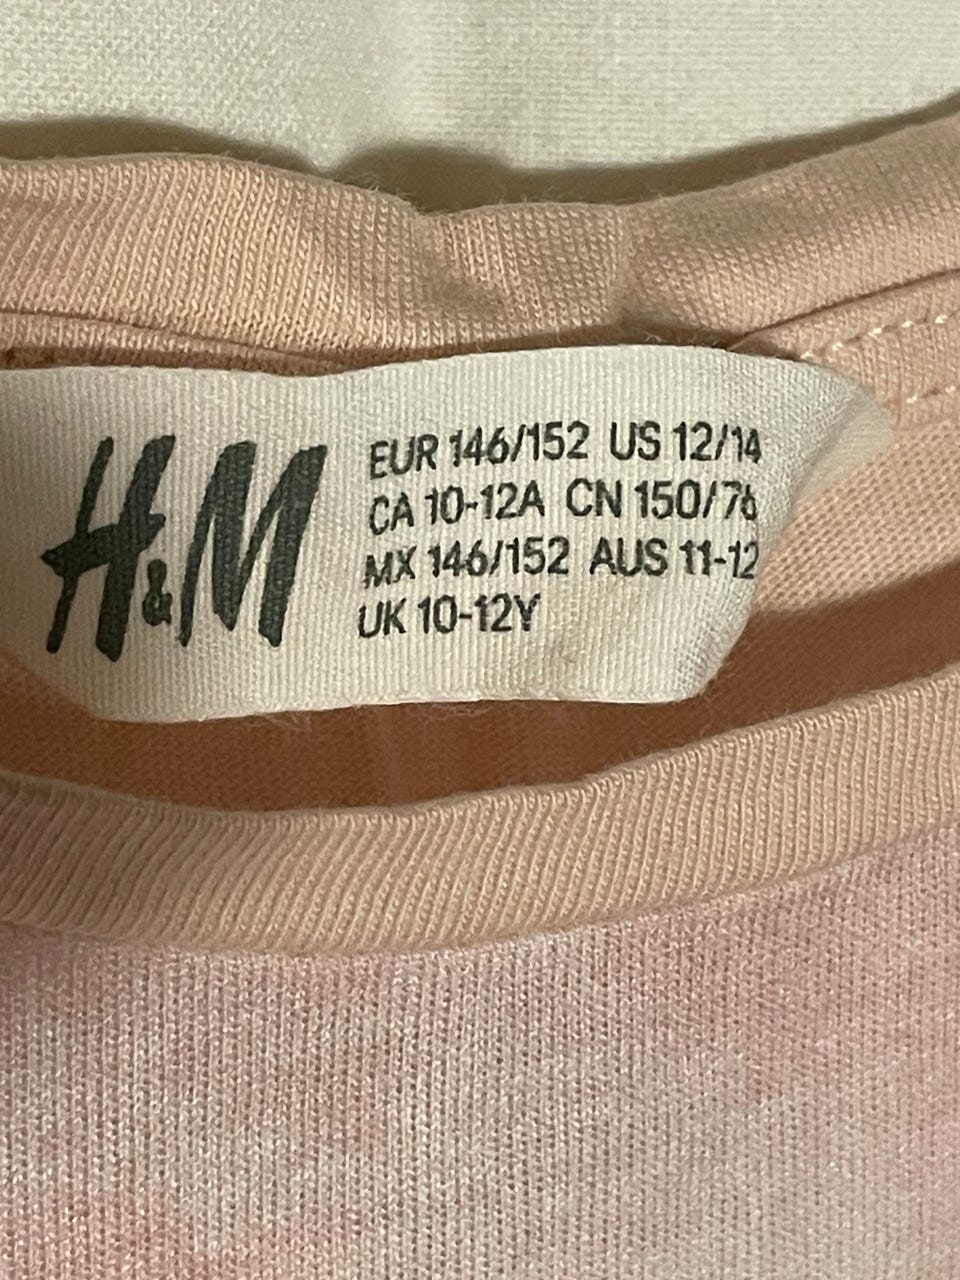 H&M
EUR 146/152 US 12/14
CA 10-12A CN 150/76
MX 146/152 AUS 11-12
UK 10-12Y